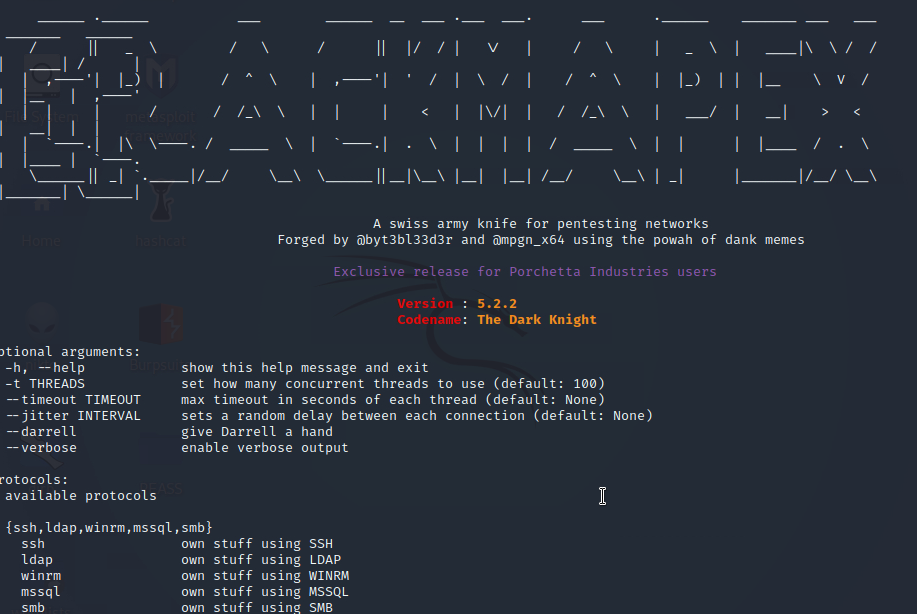 CRACKMAPEXEC
A swiss army knife for pentesting networks
Forged by @byt3bl33d3r and @mpgn_x64 using the powah of dank memes
Exclusive release for Porchetta Industries users
Version : 5.2.2
Codename: The Dark Knight
ptional arguments:
-h, --help show this help message and exit
-t THREADS set how many concurrent threads to use (default: 100)
--timeout TIMEOUT max timeout in seconds of each thread (default: None)
--jitter INTERVAL sets a random delay between each connection (default: None)
--darrell give Darrell a hand
--verbose enable verbose output
rotocols:
available protocols
{ssh,ldap,winrm,mssql,smb}
ssh own stuff using SSH
ldap own stuff using LDAP
winrm own stuff using WINRM
mssql own stuff using MSSQL
smb own stuff using SMB
Home
hashcat